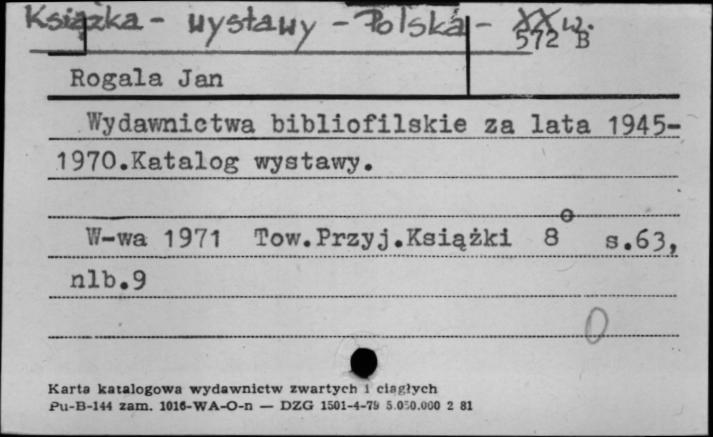 Książka - wystawy - Polska - XX w.
572 B
Rogala Jan
Wydawnictwa bibliofilskie za lata 1945-
1970.Katalog wystawy.
W-wa 1971 Tow.Przyj.Książki 8° s.63,
nlb.9
0
Karta katalogowa wydawnictw zwartych i ciągłych
Pu-B-144 zam. 1016-WA-O-n — DZG 1501-4-79 5.050.000 2 81